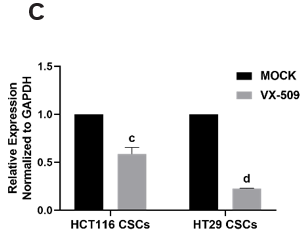 C
Relative Expression
Normalized to GAPDH
1.5
1.0
0.5
0.0
MOCK
VX-509
c
d
HCT116 CSCs
HT29 CSCs